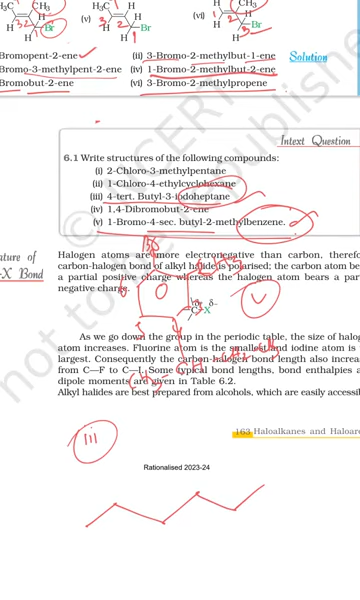 H₃C CH₃ H₃C H H CH₃
(v) (vi)
H H H H
H Br H Br H Br
H H H
Bromopent-2-ene (ii) 3-Bromo-2-methylbut-1-ene Solution
Bromo-3-methylpent-2-ene (iv) 1-Bromo-2-methylbut-2-ene
Bromobut-2-ene (vi) 3-Bromo-2-methylpropene
Intext Question
6.1 Write structures of the following compounds:
(i) 2-Chloro-3-methylpentane
(ii) 1-Chloro-4-ethylcyclohexane
(iii) 4-tert. Butyl-3-iodoheptane
(iv) 1,4-Dibromobut-2-ene
(v) 1-Bromo-4-sec. butyl-2-methylbenzene.
ature of
-X Bond
Halogen atoms are more electronegative than carbon, therefo
carbon-halogen bond of alkyl halide is polarised; the carbon atom be
a partial positive charge whereas the halogen atom bears a par
negative charge.
δ+ δ-
C X
As we go down the group in the periodic table, the size of halog
atom increases. Fluorine atom is the smallest and iodine atom is
largest. Consequently the carbon-halogen bond length also increa
from C—F to C—I. Some typical bond lengths, bond enthalpies a
dipole moments are given in Table 6.2.
Alkyl halides are best prepared from alcohols, which are easily accessib
iii
163 Haloalkanes and Haloar
Rationalised 2023-24